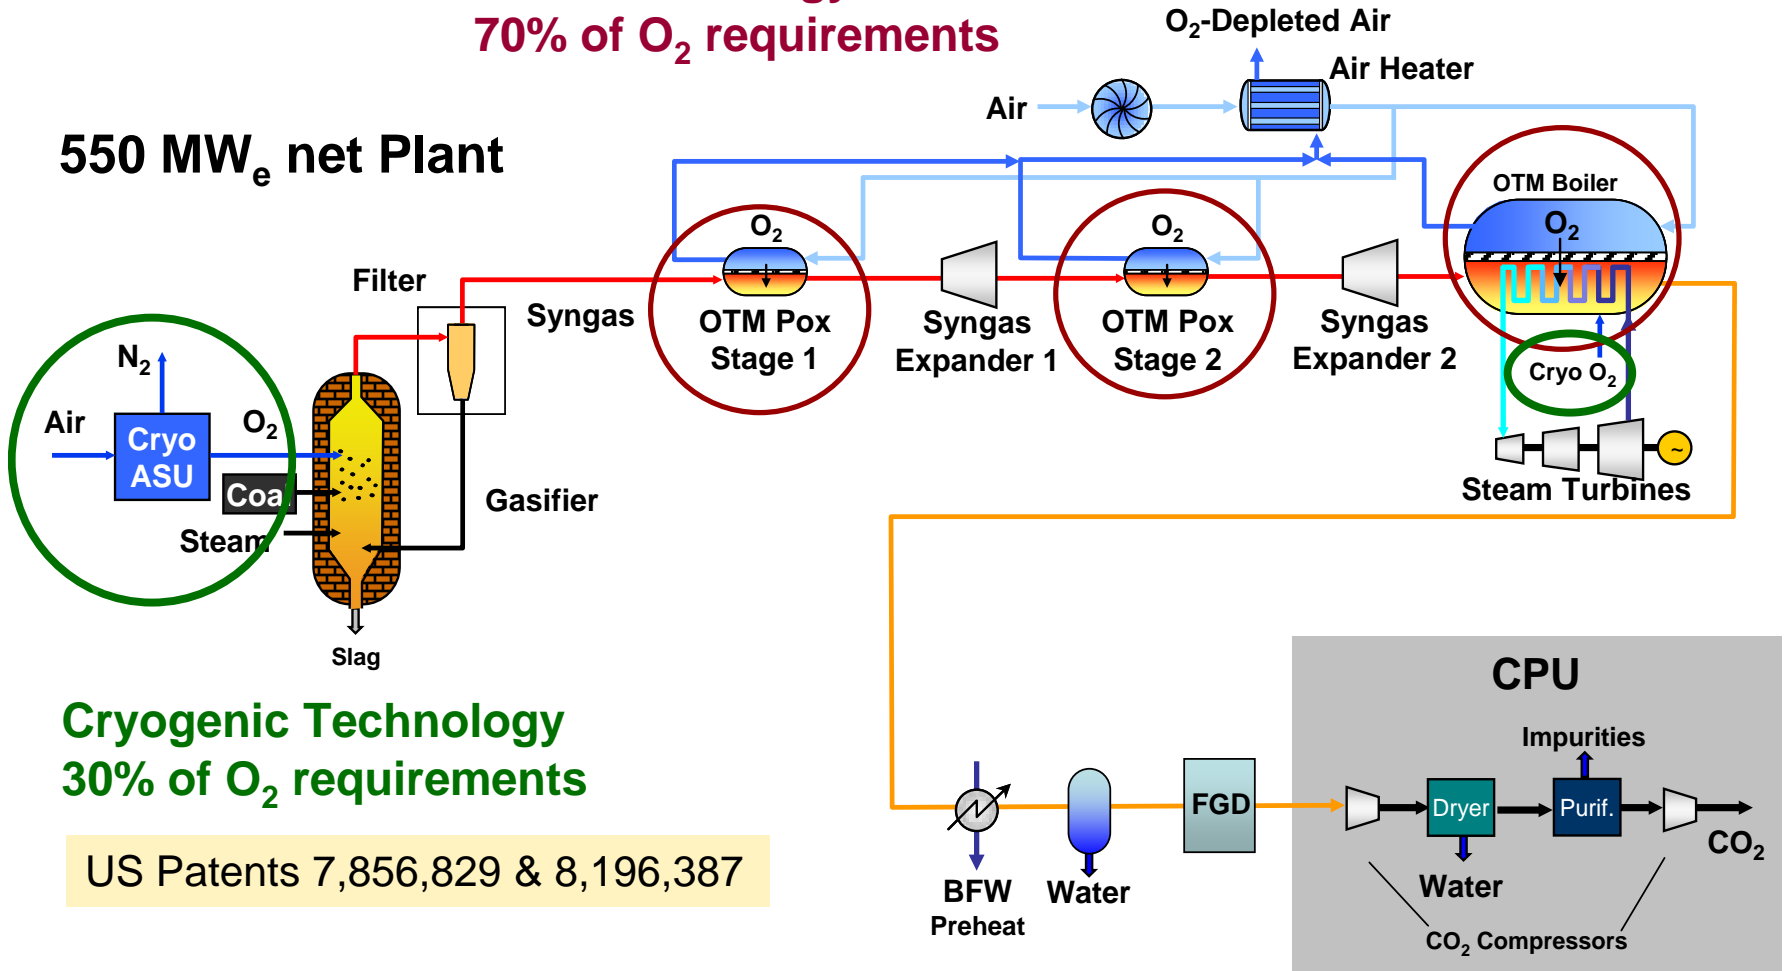 70% of O₂ requirements
O₂-Depleted Air
Air Heater
Air
550 MWₑ net Plant
OTM Boiler
O₂
O₂
O₂
Filter
Syngas
OTM Pox
Stage 1
Syngas
Expander 1
OTM Pox
Stage 2
Syngas
Expander 2
Cryo O₂
N₂
Air
O₂
Cryo
ASU
Coal
Steam
Gasifier
~
Steam Turbines
Slag
Cryogenic Technology
30% of O₂ requirements
US Patents 7,856,829 & 8,196,387
CPU
Impurities
FGD
Dryer
Purif.
CO₂
BFW
Preheat
Water
Water
CO₂ Compressors